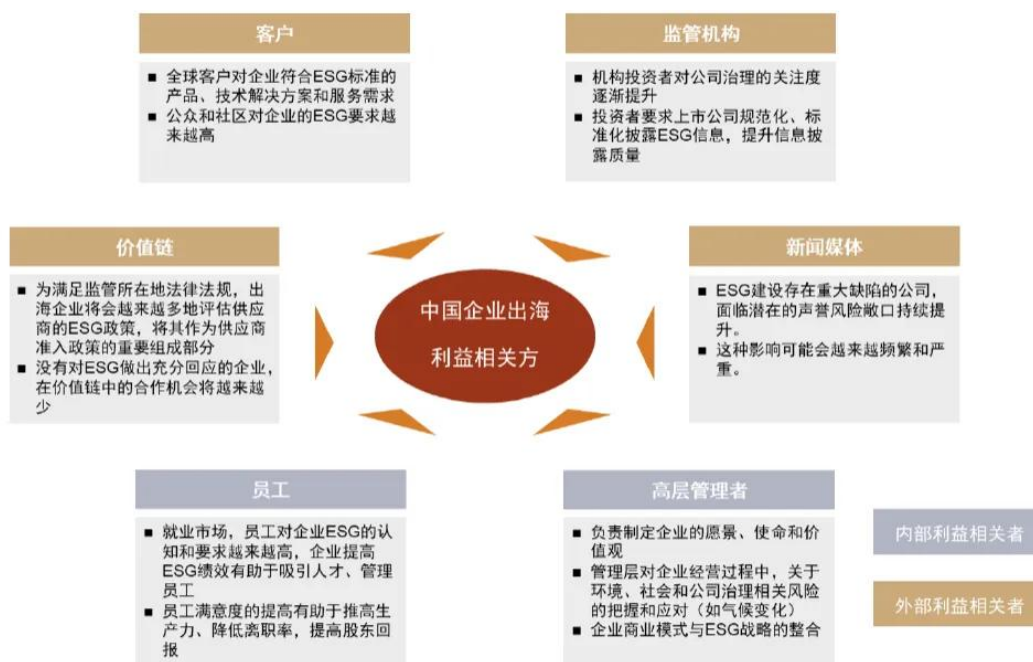 客户
■ 全球客户对企业符合ESG标准的
产品、技术解决方案和服务需求
■ 公众和社区对企业的ESG要求越
来越高
监管机构
■ 机构投资者对公司治理的关注度
逐渐提升
■ 投资者要求上市公司规范化、标
准化披露ESG信息，提升信息披
露质量
价值链
■ 为满足监管所在地法律法规，出
海企业将会越来越多地评估供应
商的ESG政策，将其作为供应商
准入政策的重要组成部分
■ 没有对ESG做出充分回应的企业，
在价值链中的合作机会将越来越
少
中国企业出海
利益相关方
新闻媒体
■ ESG建设存在重大缺陷的公司，
面临潜在的声誉风险敞口持续提
升。
■ 这种影响可能会越来越频繁和严
重。
员工
■ 就业市场，员工对企业ESG的认
知和要求越来越高，企业提高
ESG绩效有助于吸引人才、管理
员工
■ 员工满意度的提高有助于推高生
产力、降低离职率，提高股东回
报
高层管理者
■ 负责制定企业的愿景、使命和价
值观
■ 管理层对企业经营过程中，关于
环境、社会和公司治理相关风险
的把握和应对（如气候变化）
■ 企业商业模式与ESG战略的整合
内部利益相关者
外部利益相关者